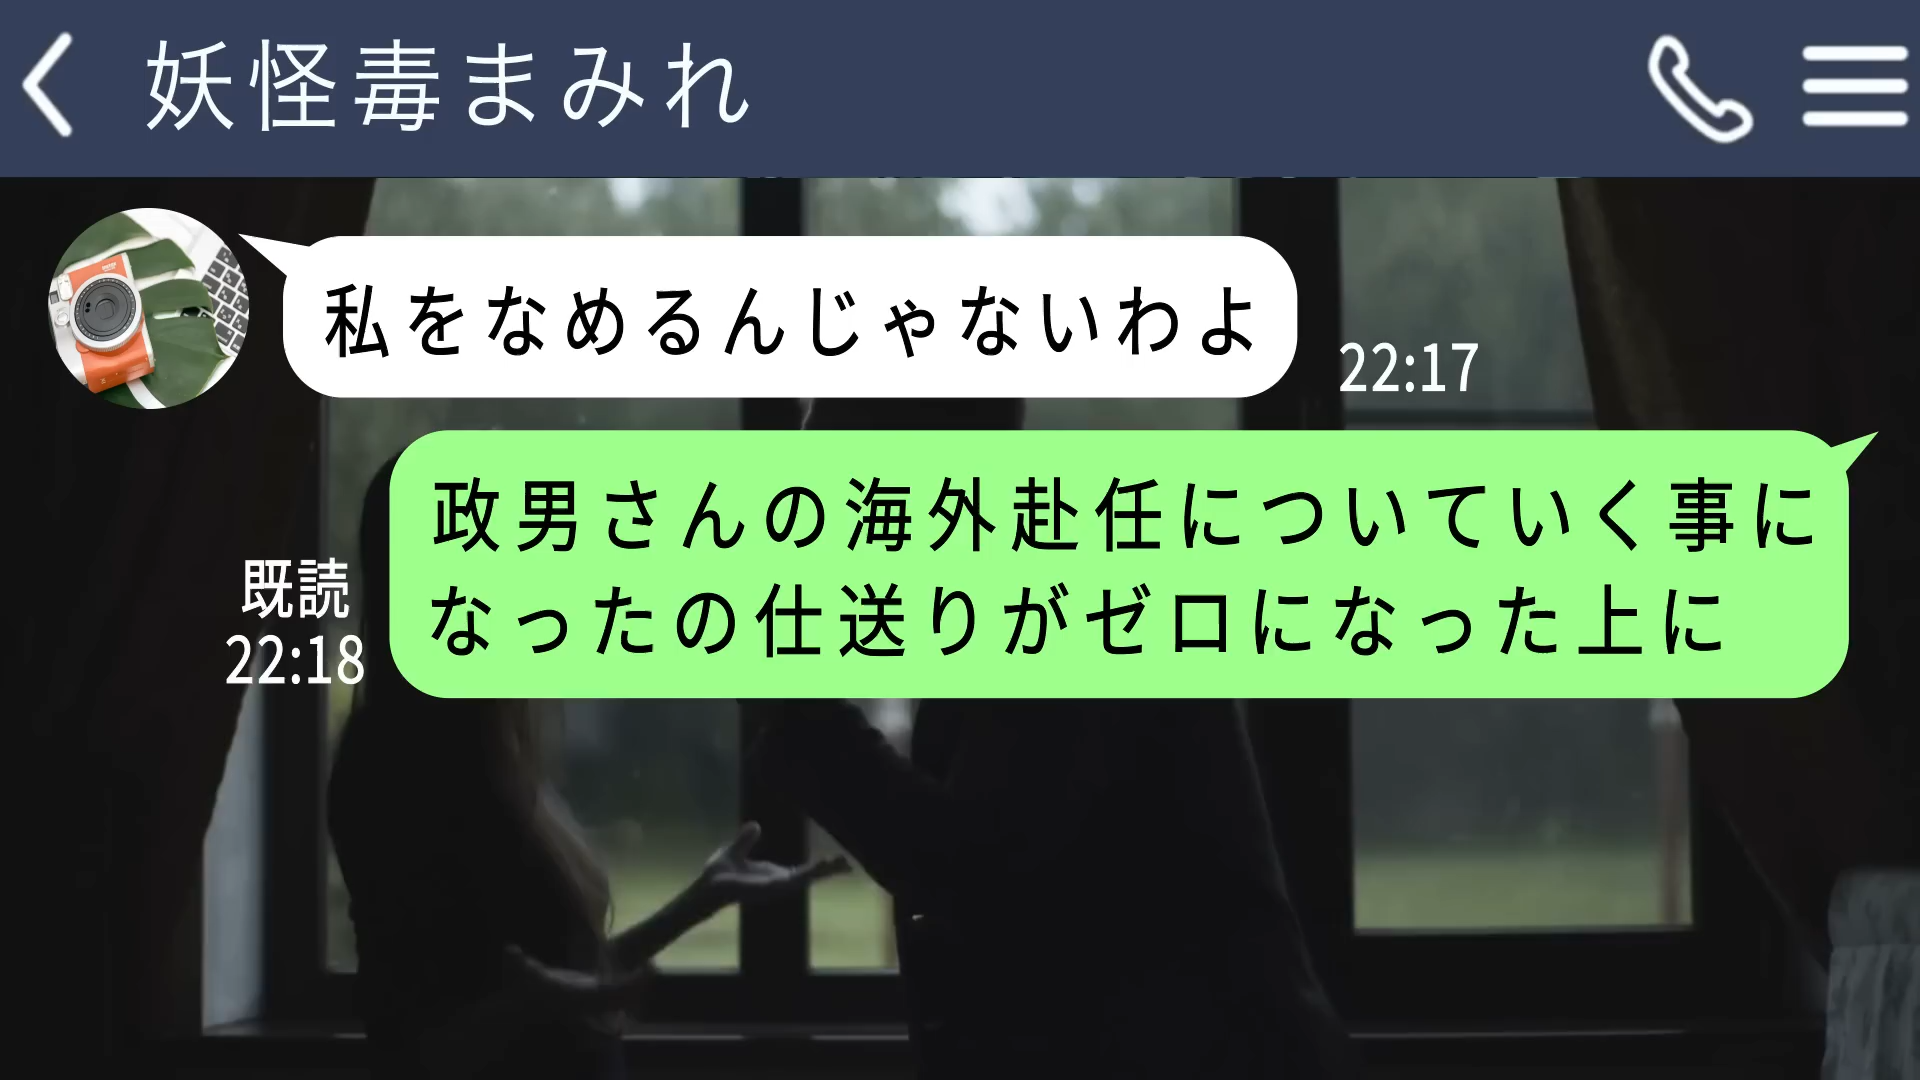 妖怪毒まみれ
私をなめるんじゃないわよ
22:17
政男さんの海外赴任についていく事に
なったの仕送りがゼロになった上に
既読
22:18